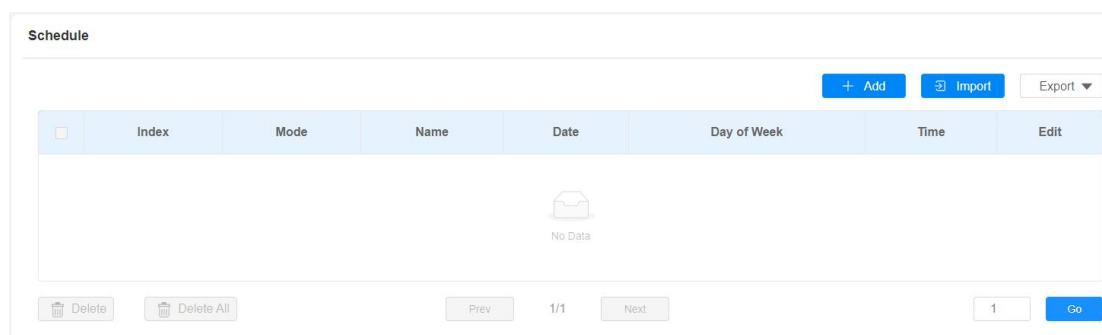 Schedule
+ Add Import Export
Index Mode Name Date Day of Week Time Edit
No Data
Delete Delete All Prev 1/1 Next 1 Go